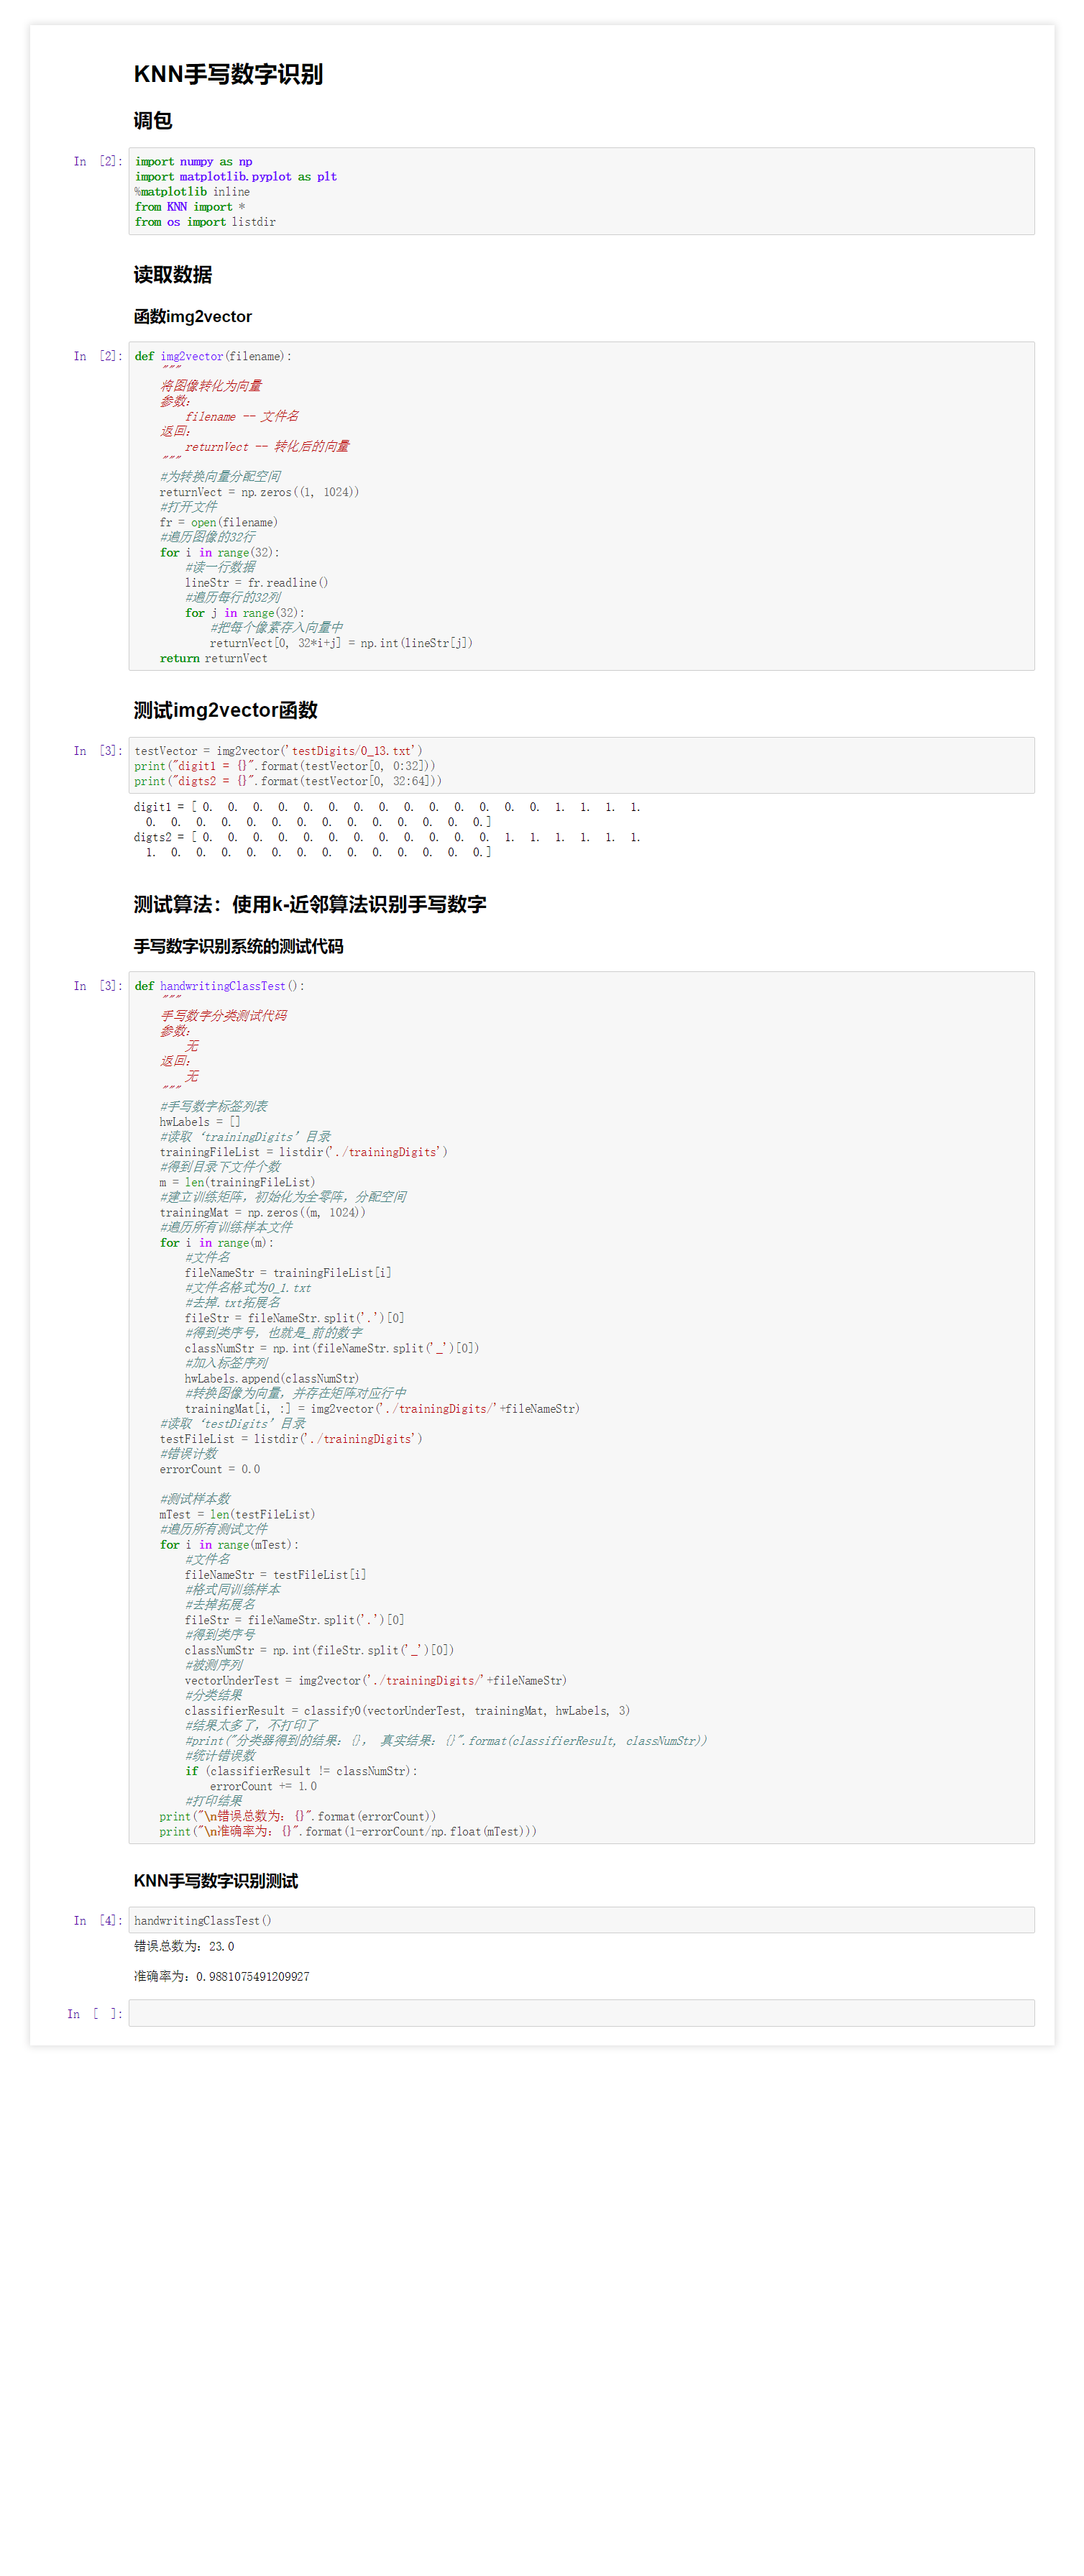 KNN手写数字识别
调包
In [2]:
import numpy as np
import matplotlib.pyplot as plt
%matplotlib inline
from KNN import *
from os import listdir
读取数据
函数img2vector
In [2]:
def img2vector(filename):
    """
    将图像转化为向量
    参数:
        filename -- 文件名
    返回:
        returnVect -- 转化后的向量
    """
    #为转换向量分配空间
    returnVect = np.zeros((1, 1024))
    #打开文件
    fr = open(filename)
    #遍历图像的32行
    for i in range(32):
        #读一行数据
        lineStr = fr.readline()
        #遍历每行的32列
        for j in range(32):
            #把每个像素存入向量中
            returnVect[0, 32*i+j] = np.int(lineStr[j])
    return returnVect
测试img2vector函数
In [3]:
testVector = img2vector('testDigits/0_13.txt')
print("digit1 = {}".format(testVector[0, 0:32]))
print("digts2 = {}".format(testVector[0, 32:64]))
digit1 = [ 0.  0.  0.  0.  0.  0.  0.  0.  0.  0.  0.  0.  0.  0.  1.  1.  1.  1.
  0.  0.  0.  0.  0.  0.  0.  0.  0.  0.  0.  0.  0.  0.]
digts2 = [ 0.  0.  0.  0.  0.  0.  0.  0.  0.  0.  0.  0.  1.  1.  1.  1.  1.  1.
  1.  0.  0.  0.  0.  0.  0.  0.  0.  0.  0.  0.  0.  0.]
测试算法：使用k-近邻算法识别手写数字
手写数字识别系统的测试代码
In [3]:
def handwritingClassTest():
    """
    手写数字分类测试代码
    参数:
        无
    返回:
        无
    """
    #手写数字标签列表
    hwLabels = []
    #读取‘trainingDigits’目录
    trainingFileList = listdir('./trainingDigits')
    #得到目录下文件个数
    m = len(trainingFileList)
    #建立训练矩阵，初始化为全零阵，分配空间
    trainingMat = np.zeros((m, 1024))
    #遍历所有训练样本文件
    for i in range(m):
        #文件名
        fileNameStr = trainingFileList[i]
        #文件名格式为0_1.txt
        #去掉.txt拓展名
        fileStr = fileNameStr.split('.')[0]
        #得到类序号，也就是_前的数字
        classNumStr = np.int(fileNameStr.split('_')[0])
        #加入标签序列
        hwLabels.append(classNumStr)
        #转换图像为向量，并存在矩阵对应行中
        trainingMat[i, :] = img2vector('./trainingDigits/'+fileNameStr)
    #读取‘testDigits’目录
    testFileList = listdir('./trainingDigits')
    #错误计数
    errorCount = 0.0
    #测试样本数
    mTest = len(testFileList)
    #遍历所有测试文件
    for i in range(mTest):
        #文件名
        fileNameStr = testFileList[i]
        #格式同训练样本
        #去掉拓展名
        fileStr = fileNameStr.split('.')[0]
        #得到类序号
        classNumStr = np.int(fileStr.split('_')[0])
        #被测序列
        vectorUnderTest = img2vector('./trainingDigits/'+fileNameStr)
        #分类结果
        classifierResult = classify0(vectorUnderTest, trainingMat, hwLabels, 3)
        #结果太多了，不打印了
        #print("分类器得到的结果：{}， 真实结果：{}".format(classifierResult, classNumStr))
        #统计错误数
        if (classifierResult != classNumStr):
            errorCount += 1.0
        #打印结果
    print("\n错误总数为：{}".format(errorCount))
    print("\n准确率为：{}".format(1-errorCount/np.float(mTest)))
KNN手写数字识别测试
In [4]:
handwritingClassTest()
错误总数为：23.0
准确率为：0.9881075491209927
In [ ]: